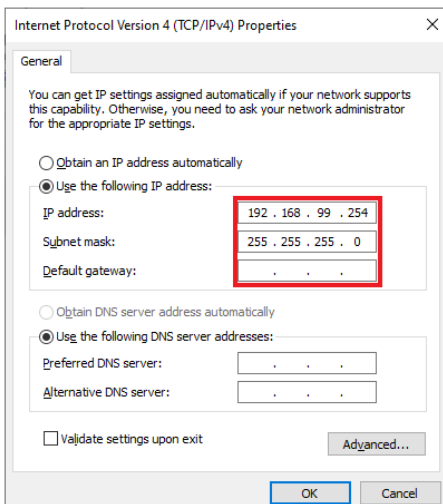 Internet Protocol Version 4 (TCP/IPv4) Properties
General
You can get IP settings assigned automatically if your network supports
this capability. Otherwise, you need to ask your network administrator
for the appropriate IP settings.
Obtain an IP address automatically
Use the following IP address:
IP address: 192 . 168 . 99 . 254
Subnet mask: 255 . 255 . 255 . 0
Default gateway: . . .
Obtain DNS server address automatically
Use the following DNS server addresses:
Preferred DNS server: . . .
Alternative DNS server: . . .
Validate settings upon exit
Advanced...
OK Cancel